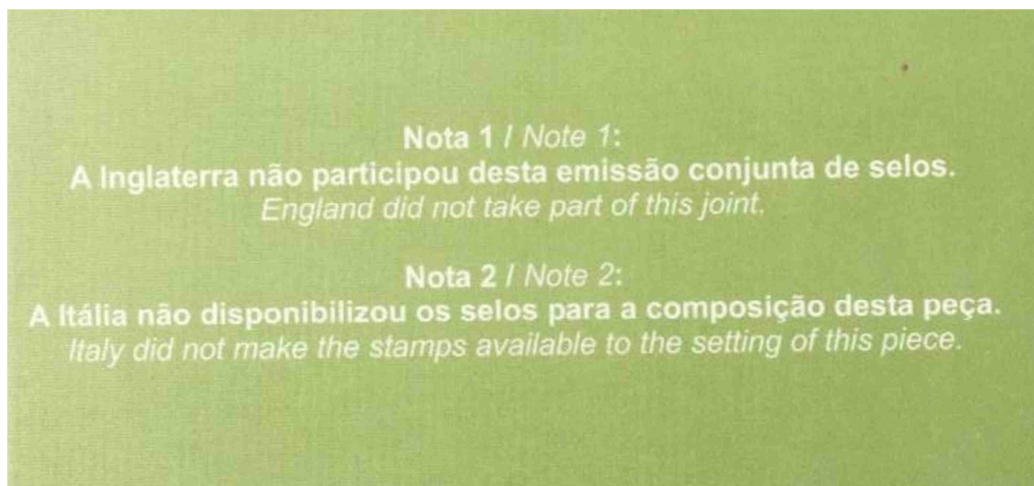 Nota 1 / Note 1:
A Inglaterra não participou desta emissão conjunta de selos.
England did not take part of this joint.
Nota 2 / Note 2:
A Itália não disponibilizou os selos para a composição desta peça.
Italy did not make the stamps available to the setting of this piece.